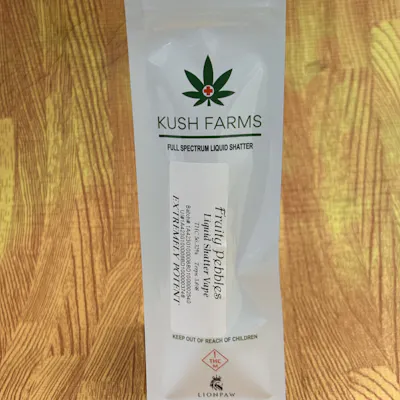 KUSH FARMS
FULL SPECTRUM LIQUID SHATTER
Fruity Pebbles
Liquid Shatter Vape
EXTREMELY POTENT
KEEP OUT OF REACH OF CHILDREN
!
THC
M
LIONPAW